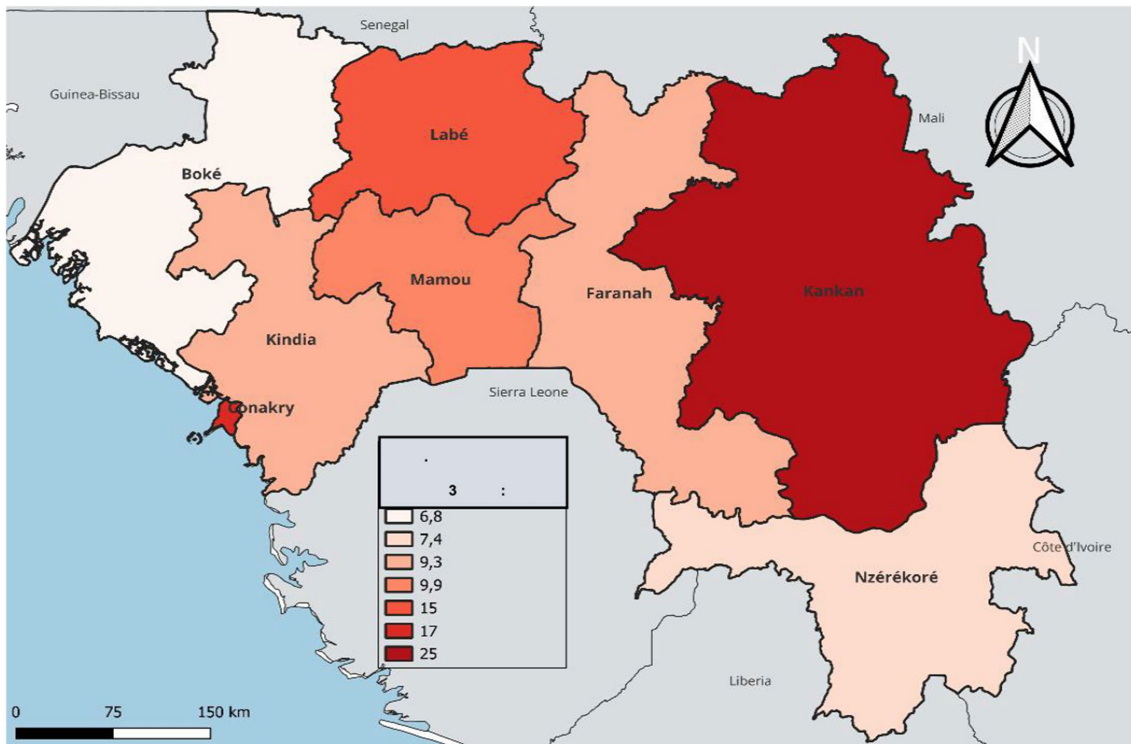 Senegal
N
Guinea-Bissau
Mali
Labé
Boké
Mamou
Faranah
Kankan
Kindia
Sierra Leone
Conakry
.
3 :
6,8
7,4
9,3
9,9
15
17
25
Côte d'Ivoire
Nzérékoré
Liberia
0 75 150 km